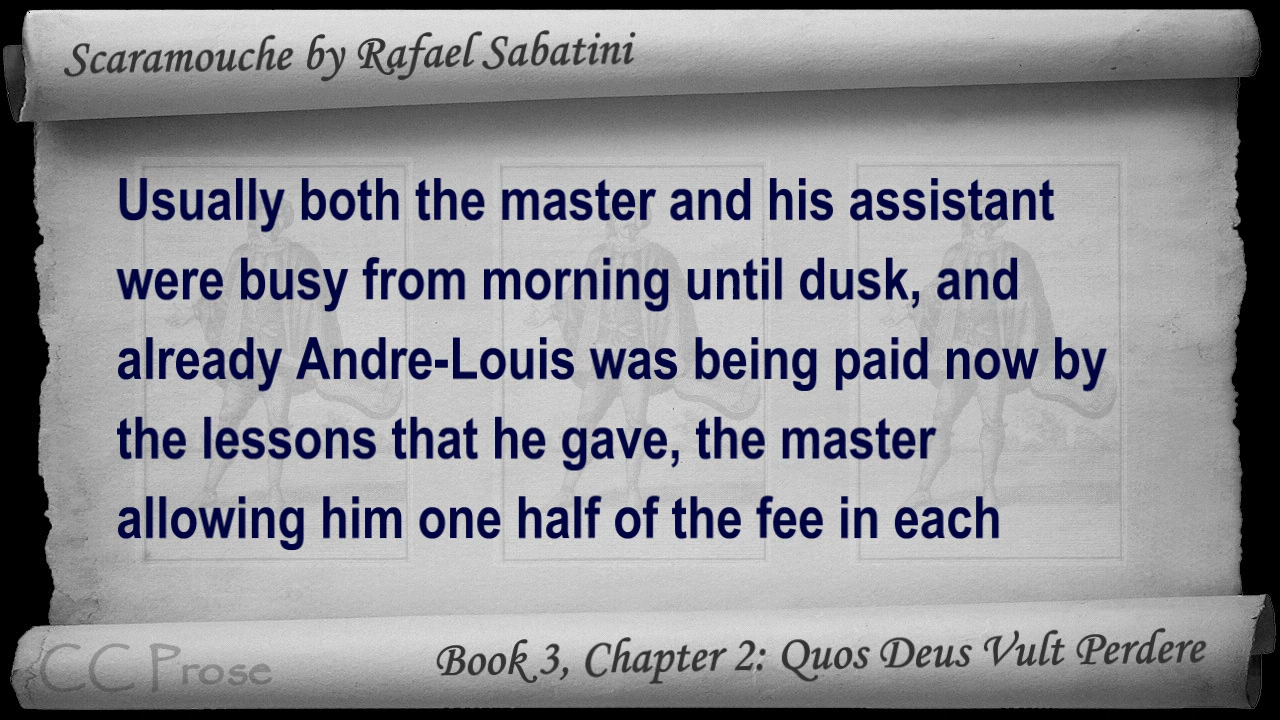 Scaramouche by Rafael Sabatini
Usually both the master and his assistant
were busy from morning until dusk, and
already Andre-Louis was being paid now by
the lessons that he gave, the master
allowing him one half of the fee in each
CC Prose
Book 3, Chapter 2: Quos Deus Vult Perdere